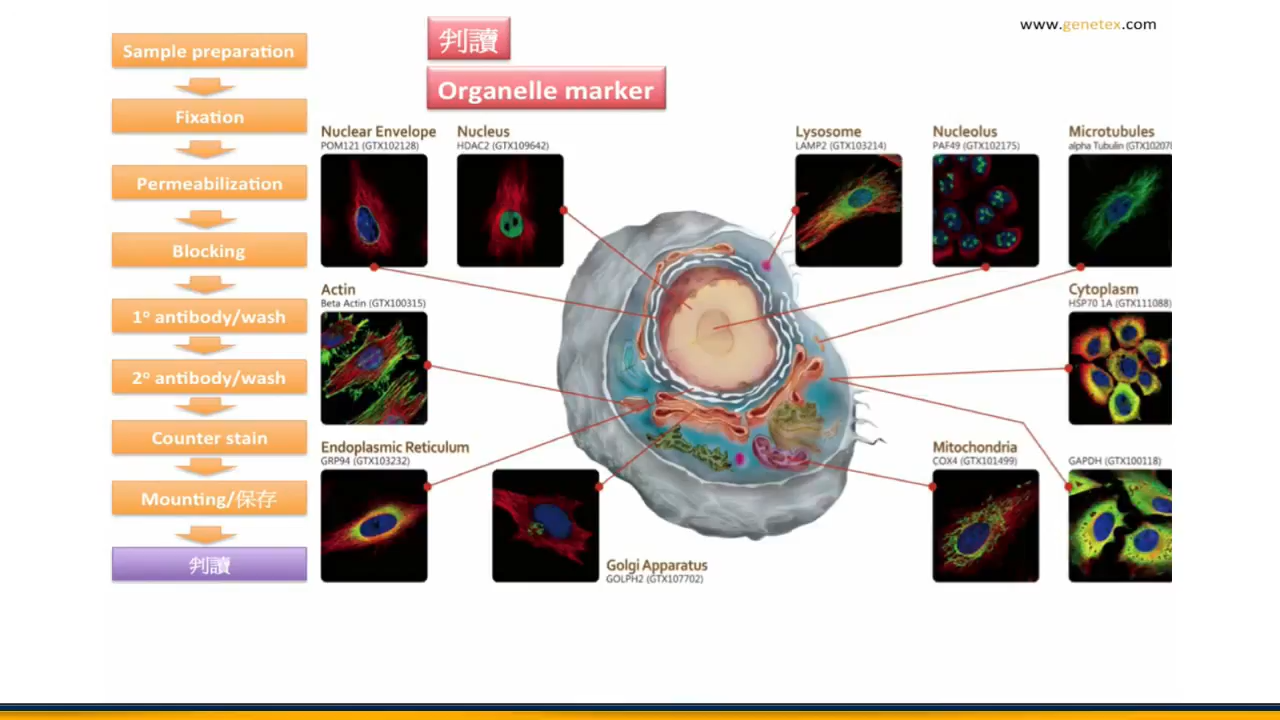 www.genetex.com
判讀
Organelle marker
Sample preparation
Fixation
Permeabilization
Blocking
1º antibody/wash
2º antibody/wash
Counter stain
Mounting/保存
判讀
Nuclear Envelope
POM121 (GTX102128)
Nucleus
HDAC2 (GTX109642)
Lysosome
LAMP2 (GTX103214)
Nucleolus
PAF49 (GTX102175)
Microtubules
alpha Tubulin (GTX102078
Actin
Beta Actin (GTX100315)
Cytoplasm
HSP70 1A (GTX111088)
Endoplasmic Reticulum
GRP94 (GTX103232)
Golgi Apparatus
GOLPH2 (GTX107702)
Mitochondria
COX4 (GTX101499)
GAPDH (GTX100118)